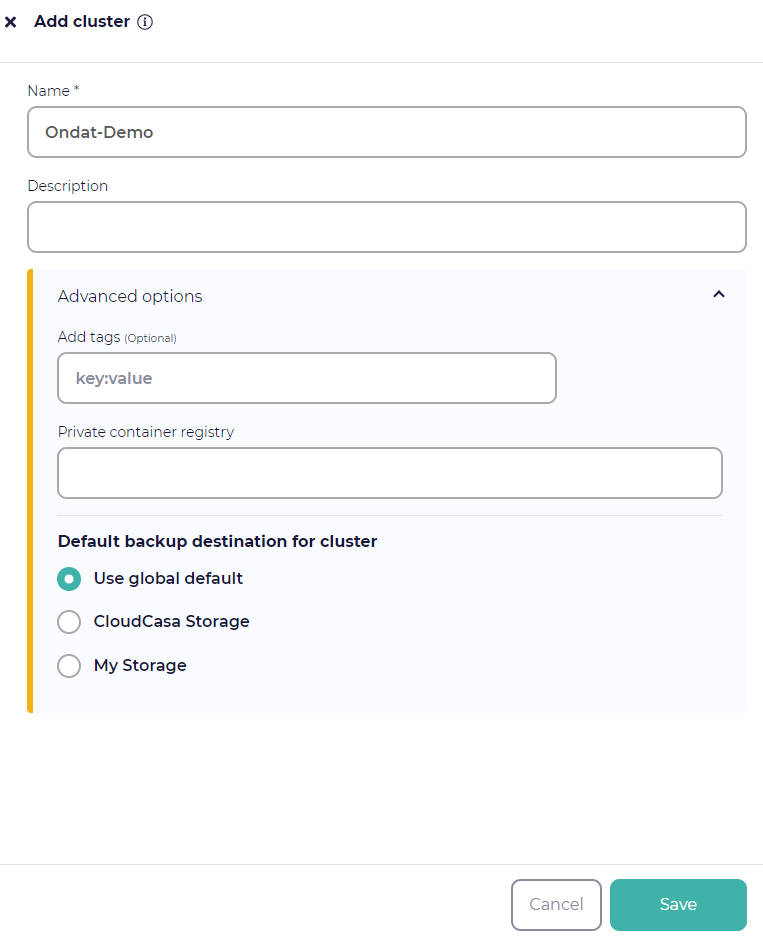 Add cluster
Name *
Ondat-Demo
Description
Advanced options
Add tags (Optional)
key:value
Private container registry
Default backup destination for cluster
Use global default
CloudCasa Storage
My Storage
Cancel
Save